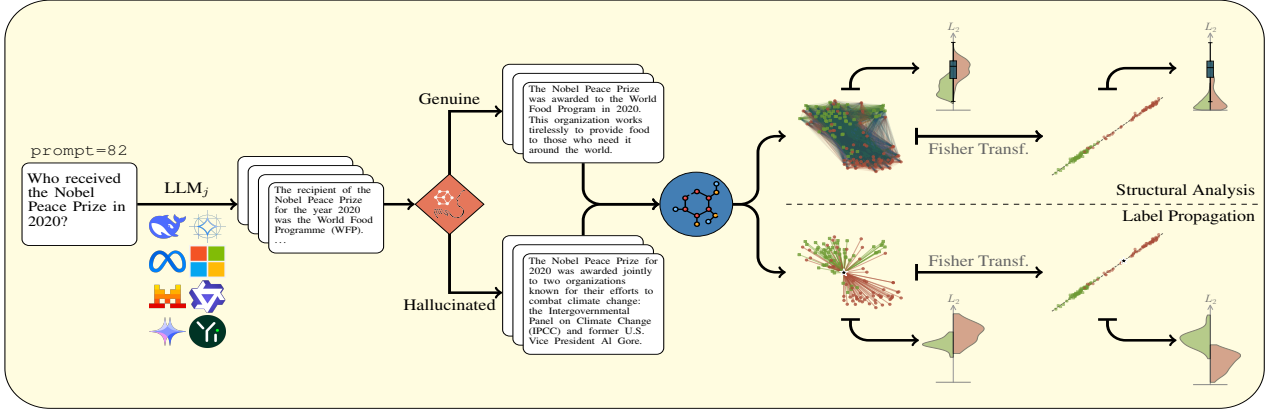 prompt=82
Who received
the Nobel
Peace Prize in
2020?
LLMj
The recipient of the
Nobel Peace Prize
for the year 2020
was the World Food
Programme (WFP).
...
Genuine
Hallucinated
The Nobel Peace Prize
was awarded to the World
Food Program in 2020.
This organization works
tirelessly to provide food
to those who need it
around the world.
The Nobel Peace Prize for
2020 was awarded jointly
to two organizations
known for their efforts to
combat climate change:
the Intergovernmental
Panel on Climate Change
(IPCC) and former U.S.
Vice President Al Gore.
L2
L2
Fisher Transf.
Structural Analysis
Label Propagation
Fisher Transf.
L2
L2